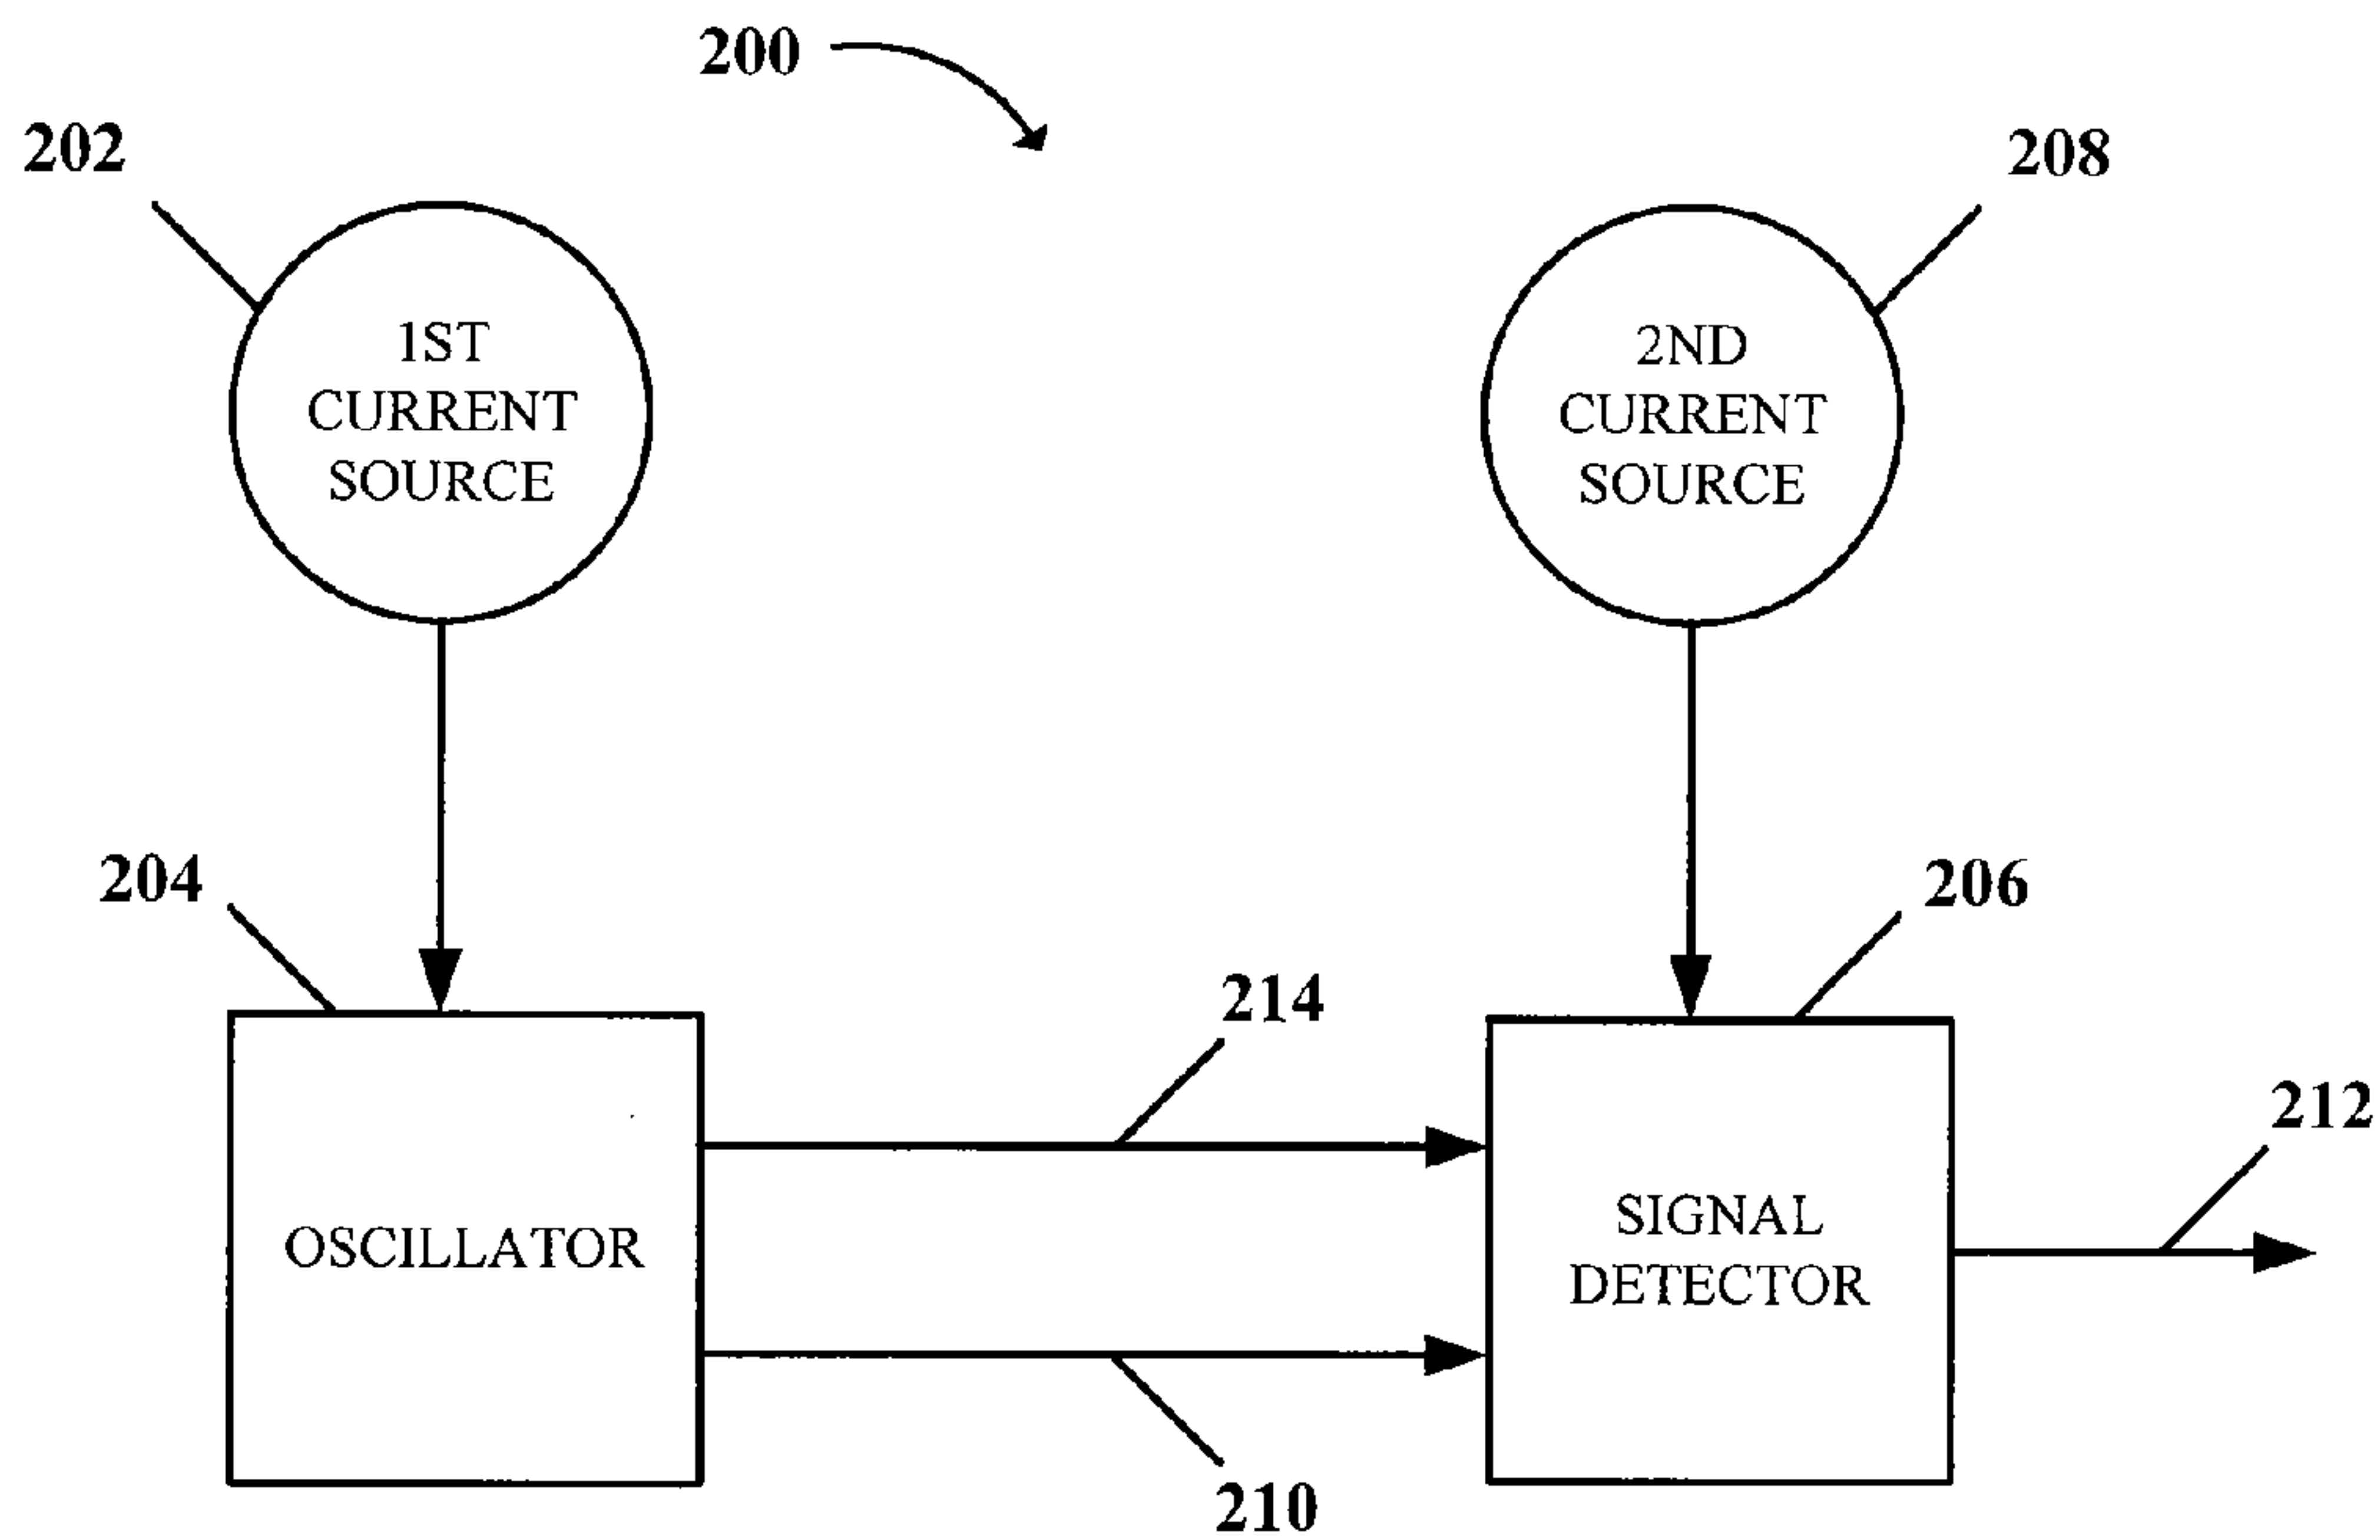 200
202
208
1ST
CURRENT
SOURCE
2ND
CURRENT
SOURCE
204
206
214
212
OSCILLATOR
SIGNAL
DETECTOR
210